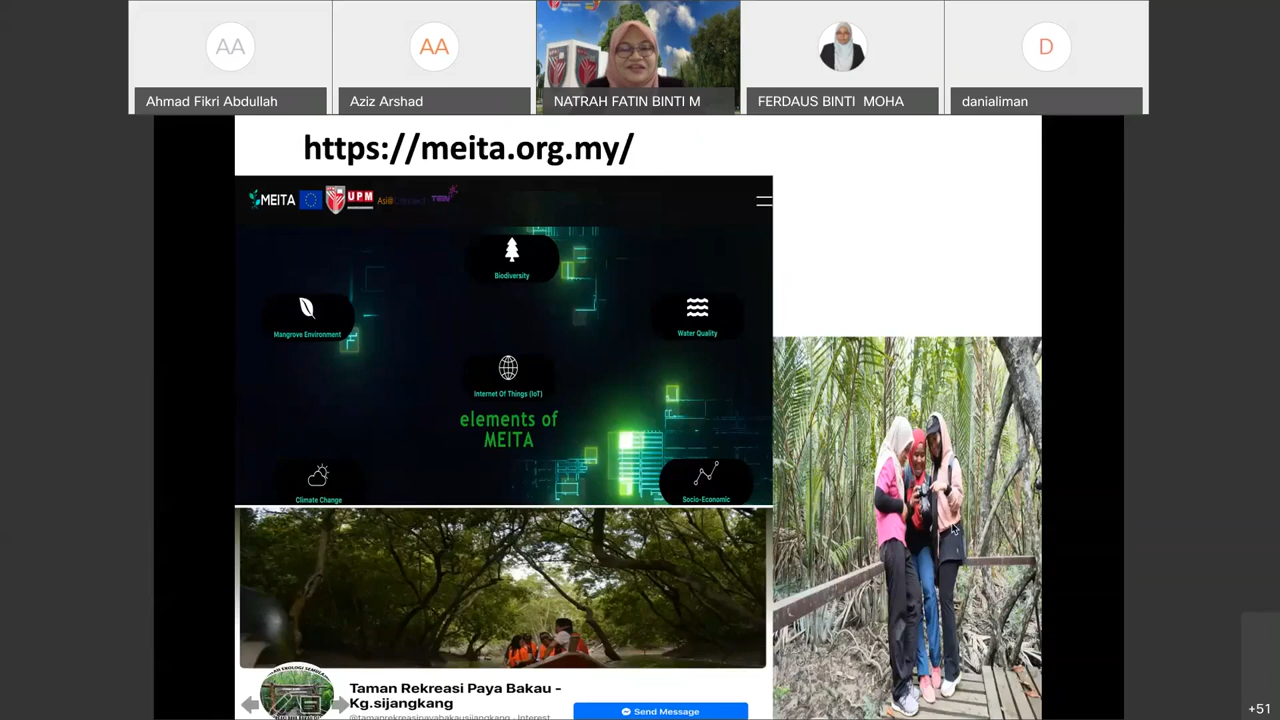 AA
AA
D
Ahmad Fikri Abdullah
Aziz Arshad
NATRAH FATIN BINTI M
FERDAUS BINTI MOHA
danialiman
https://meita.org.my/
MEITA
UPM
Biodiversity
Mangrove Environment
Water Quality
Internet Of Things (IoT)
elements of
MEITA
Climate Change
Socio-Economic
Taman Rekreasi Paya Bakau -
Kg.sijangkang
Send Message
+51